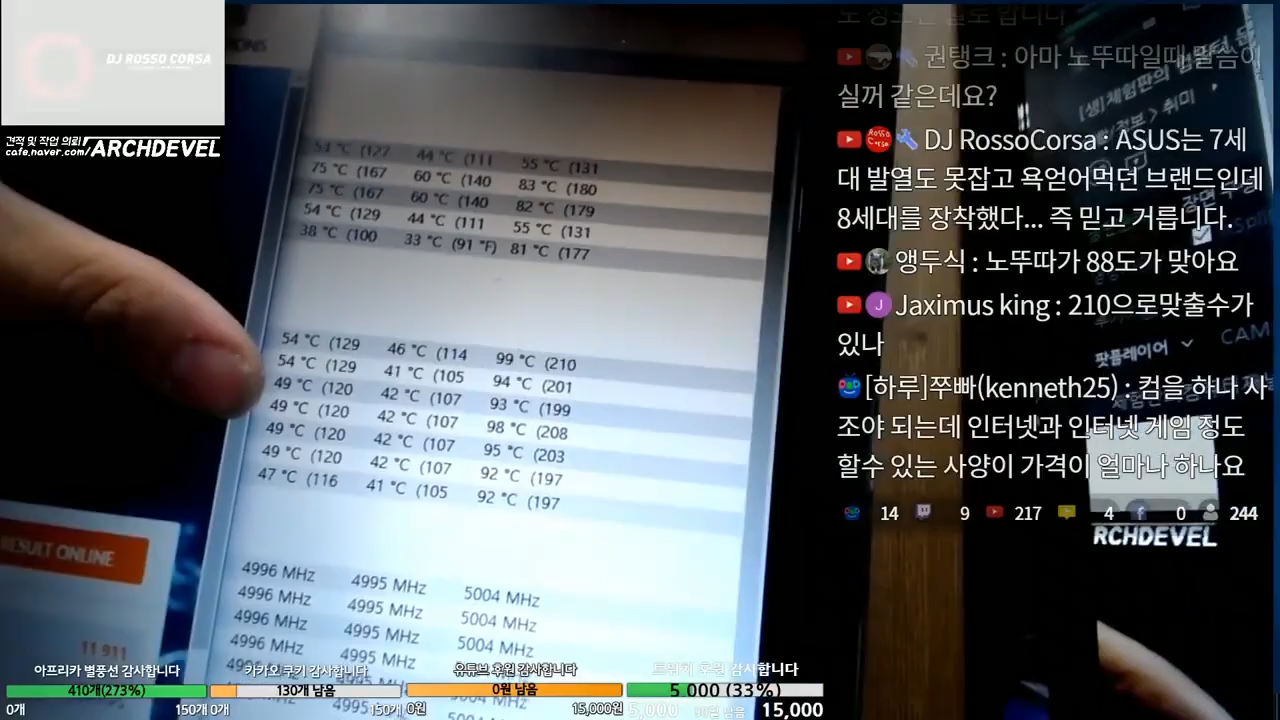 DJ ROSSO CORSA
견적 및 작업 의뢰
cafe.naver.com/ARCHDEVEL
53 °C (127 44 °C (111 55 °C (131
75 °C (167 60 °C (140 83 °C (180
75 °C (167 60 °C (140 82 °C (179
54 °C (129 44 °C (111 55 °C (131
38 °C (100 33 °C (91 °F) 81 °C (177
54 °C (129 46 °C (114 99 °C (210
54 °C (129 41 °C (105 94 °C (201
49 °C (120 42 °C (107 93 °C (199
49 °C (120 42 °C (107 98 °C (208
49 °C (120 42 °C (107 95 °C (203
49 °C (120 42 °C (107 92 °C (197
47 °C (116 41 °C (105 92 °C (197
4996 MHz 4995 MHz 5004 MHz
4996 MHz 4995 MHz 5004 MHz
4996 MHz 4995 MHz 5004 MHz
4996 MHz 4995 MHz
RESULT ONLINE
11 911
권탱크 : 아마 노뚜따일때 말씀이
실꺼 같은데요?
DJ RossoCorsa : ASUS는 7세
대 발열도 못잡고 욕얻어먹던 브랜드인데
8세대를 장착했다... 즉 믿고 거릅니다.
앵두식 : 노뚜따가 88도가 맞아요
Jaximus king : 210으로맞출수가
있나
[하루]쭈빠(kenneth25) : 컴을 하나 사
조야 되는데 인터넷과 인터넷 게임 정도
할수 있는 사양이 가격이 얼마나 하나요
14 9 217 4 0 244
팟플레이어
CAM
RCHDEVEL
아프리카 별풍선 감사합니다 카카오 쿠키 감사합니다 유튜브 후원 감사합니다 트위치 후원 감사합니다
410개(273%) 130개 남음 0원 남음 5,000 (33%)
0개 150개 0개 150개 0원 15,000원 15,000